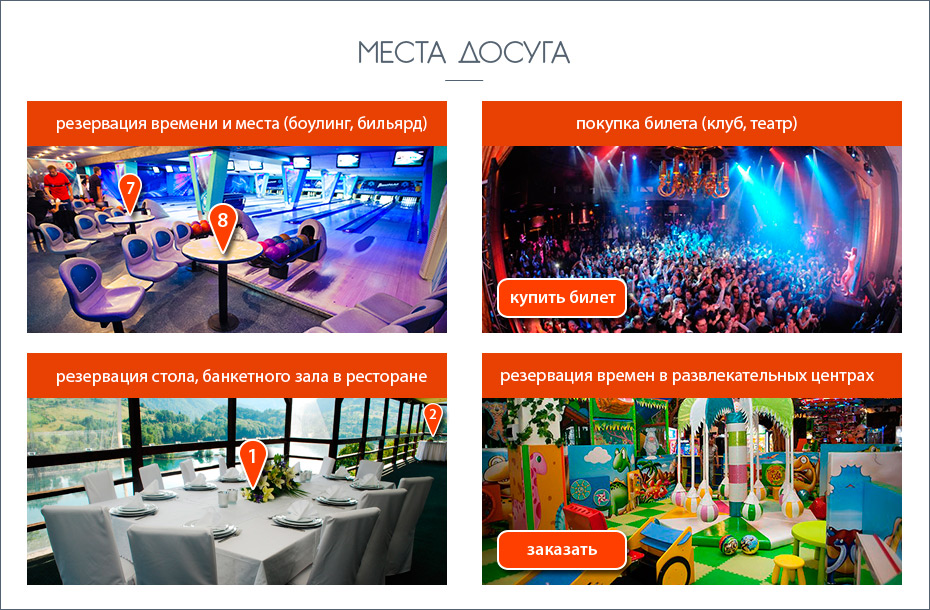 МЕСТА ДОСУГА
резервация времени и места (боулинг, бильярд)
7
8
покупка билета (клуб, театр)
купить билет
резервация стола, банкетного зала в ресторане
1
2
резервация времен в развлекательных центрах
заказать